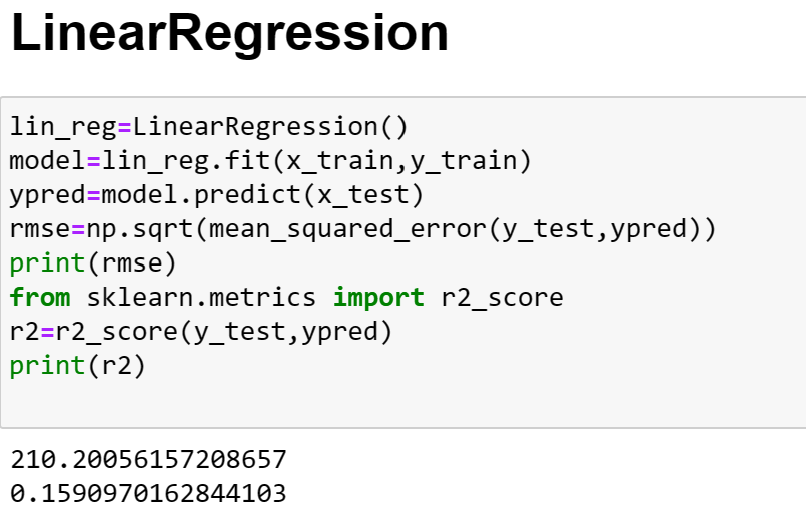 LinearRegression
lin_reg=LinearRegression()
model=lin_reg.fit(x_train,y_train)
ypred=model.predict(x_test)
rmse=np.sqrt(mean_squared_error(y_test,ypred))
print(rmse)
from sklearn.metrics import r2_score
r2=r2_score(y_test,ypred)
print(r2)
210.20056157208657
0.1590970162844103